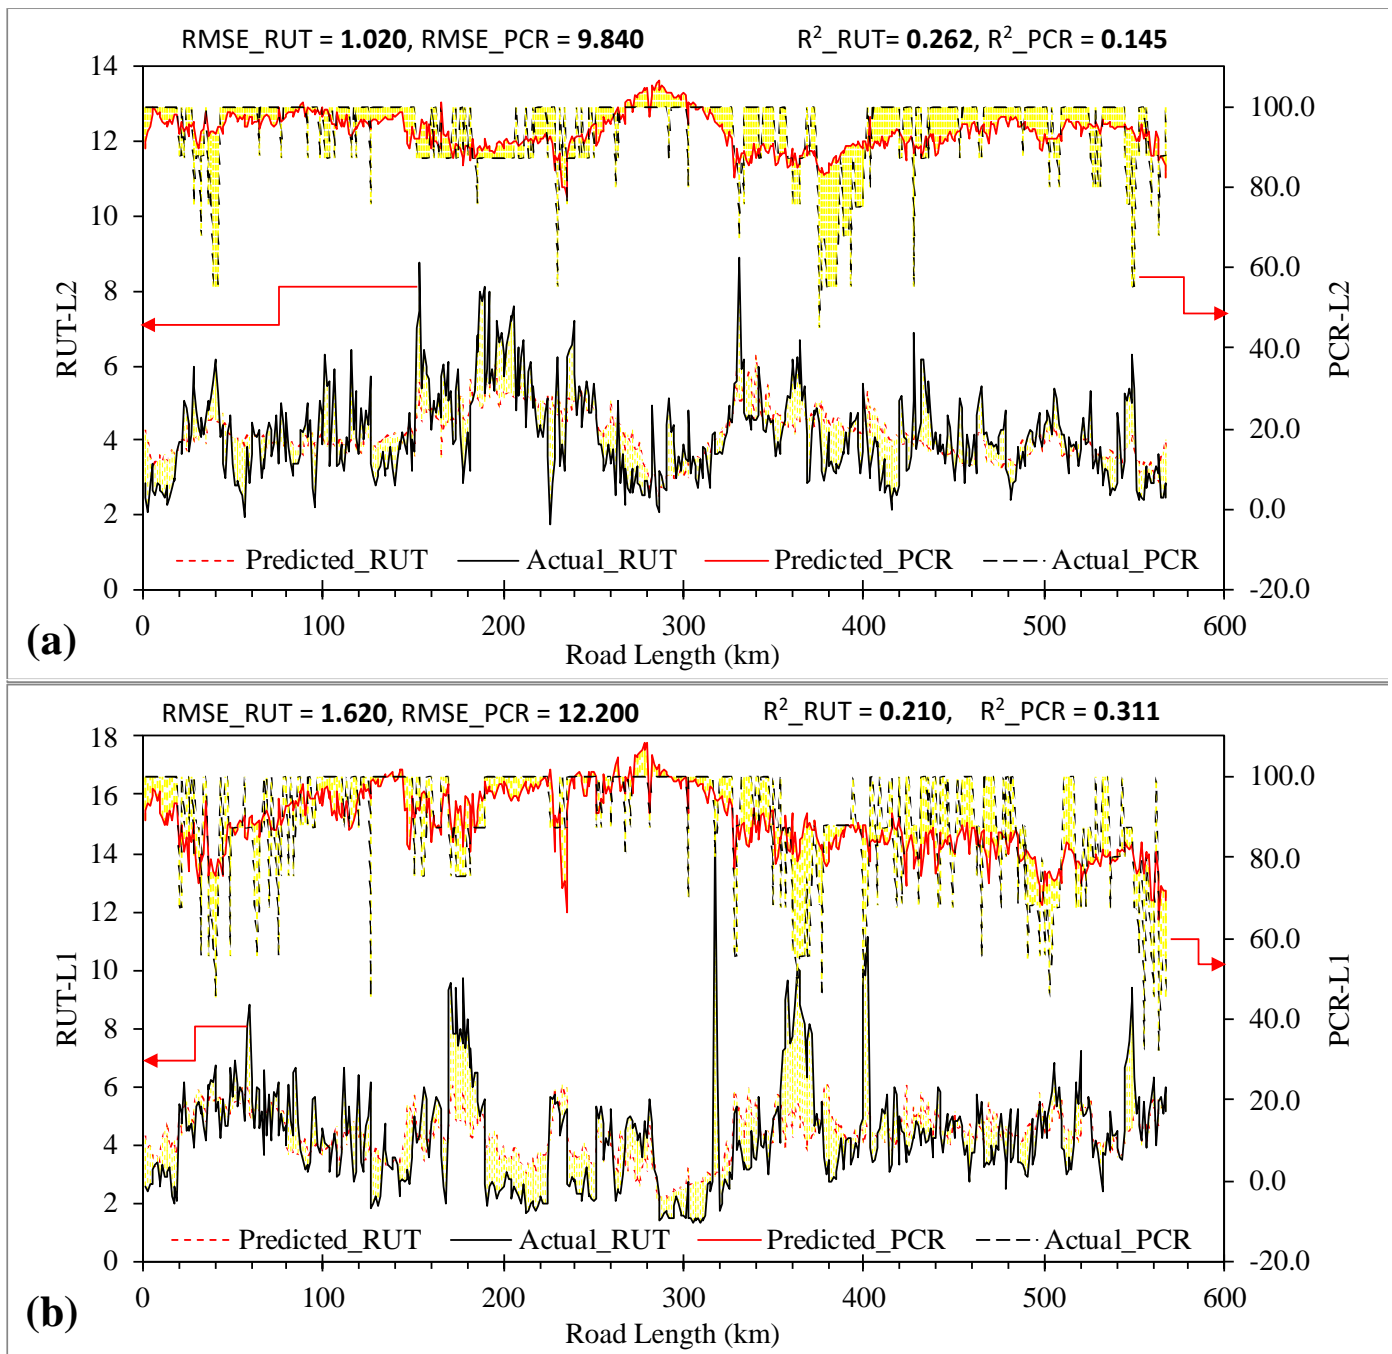 RMSE_RUT = 1.020, RMSE_PCR = 9.840 R²_RUT= 0.262, R²_PCR = 0.145
14
12
10
8
6
4
2
0
RUT-L2
100.0
80.0
60.0
40.0
20.0
0.0
-20.0
PCR-L2
Predicted_RUT Actual_RUT Predicted_PCR Actual_PCR
0 100 200 300 400 500 600
Road Length (km)
(a)
RMSE_RUT = 1.620, RMSE_PCR = 12.200 R²_RUT = 0.210, R²_PCR = 0.311
18
16
14
12
10
8
6
4
2
0
RUT-L1
100.0
80.0
60.0
40.0
20.0
0.0
-20.0
PCR-L1
Predicted_RUT Actual_RUT Predicted_PCR Actual_PCR
0 100 200 300 400 500 600
Road Length (km)
(b)